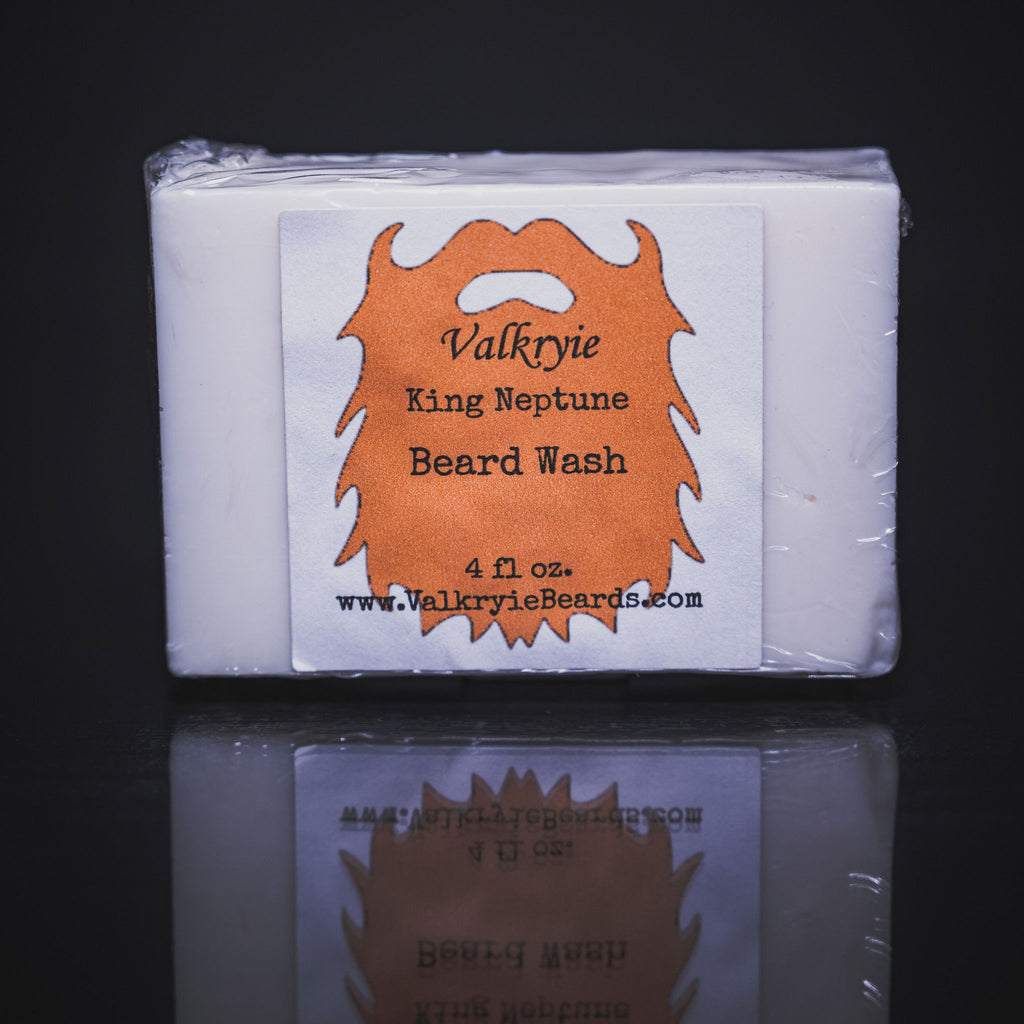 Valkryie
King Neptune
Beard Wash
4 fl oz.
www.ValkryieBeards.com